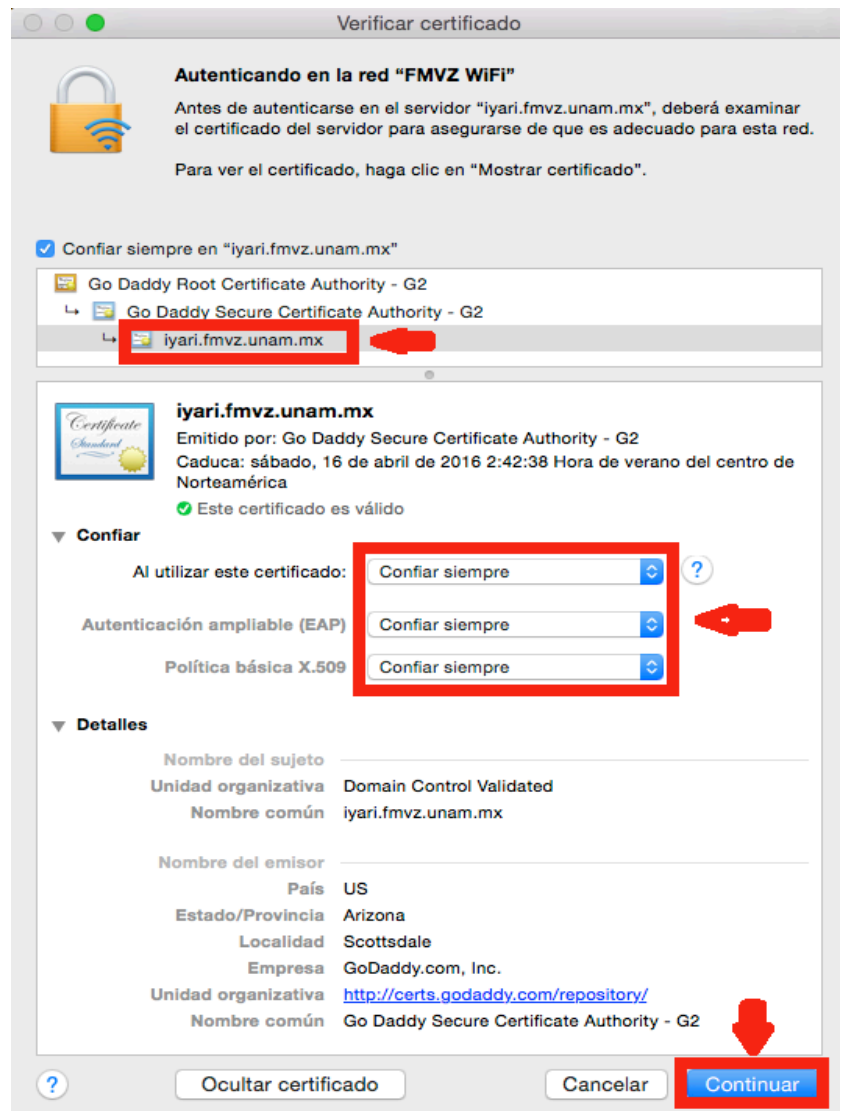 Verificar certificado
Autenticando en la red “FMVZ WiFi”
Antes de autenticarse en el servidor “iyari.fmvz.unam.mx”, deberá examinar
el certificado del servidor para asegurarse de que es adecuado para esta red.
Para ver el certificado, haga clic en “Mostrar certificado”.
Confiar siempre en “iyari.fmvz.unam.mx”
Go Daddy Root Certificate Authority - G2
Go Daddy Secure Certificate Authority - G2
iyari.fmvz.unam.mx
Certificate
Standard
iyari.fmvz.unam.mx
Emitido por: Go Daddy Secure Certificate Authority - G2
Caduca: sábado, 16 de abril de 2016 2:42:38 Hora de verano del centro de
Norteamérica
Este certificado es válido
Confiar
Al utilizar este certificado: Confiar siempre ?
Autenticación ampliable (EAP) Confiar siempre
Política básica X.509 Confiar siempre
Detalles
Nombre del sujeto
Unidad organizativa Domain Control Validated
Nombre común iyari.fmvz.unam.mx
Nombre del emisor
País US
Estado/Provincia Arizona
Localidad Scottsdale
Empresa GoDaddy.com, Inc.
Unidad organizativa http://certs.godaddy.com/repository/
Nombre común Go Daddy Secure Certificate Authority - G2
? Ocultar certificado Cancelar Continuar